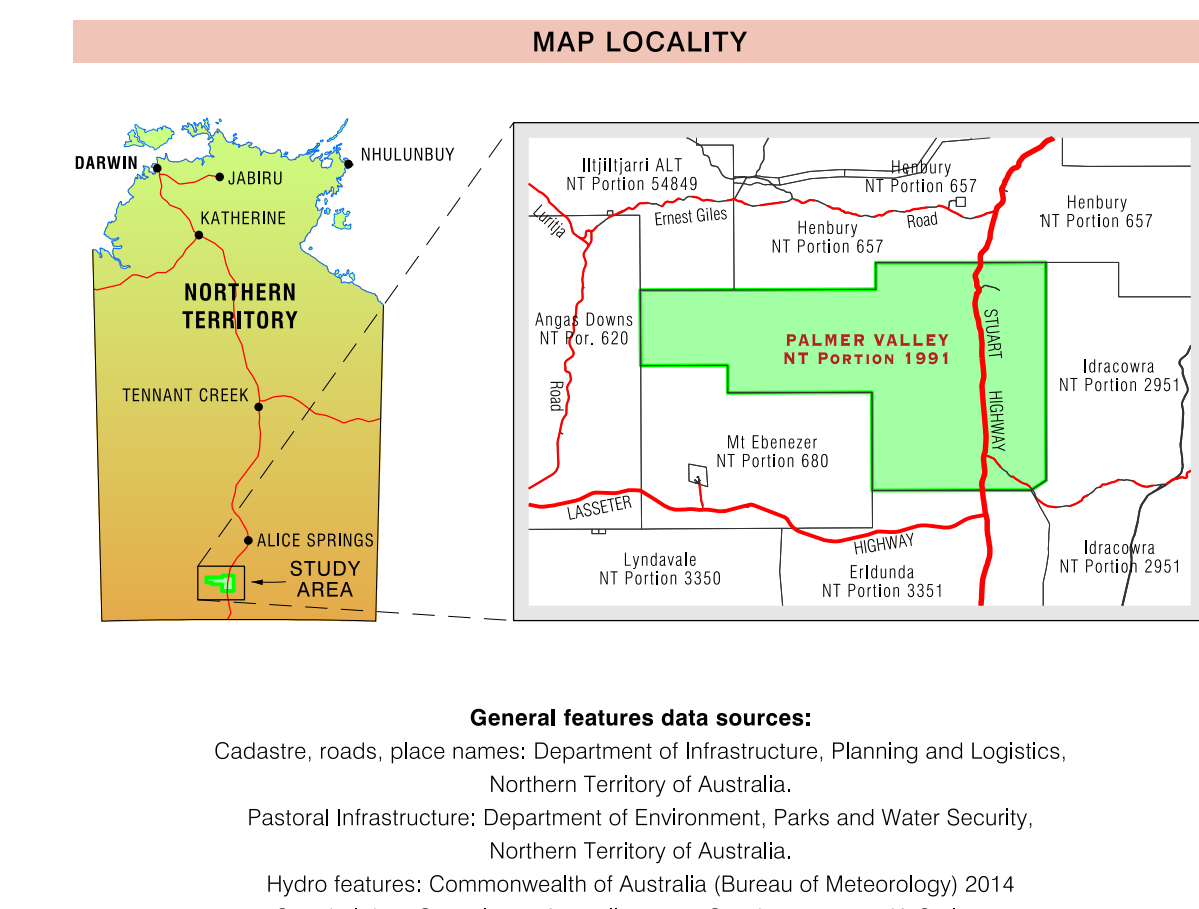 MAP LOCALITY
DARWIN
NHULUNBUY
JABIRU
KATHERINE
NORTHERN
TERRITORY
TENNANT CREEK
ALICE SPRINGS
STUDY
AREA
Iltjiltjarri ALT
NT Portion 54849
Henbury
NT Portion 657
Luritja
Ernest Giles
Road
Henbury
NT Portion 657
Henbury
NT Portion 657
Angas Downs
NT Por. 620
Road
PALMER VALLEY
NT PORTION 1991
STUART
HIGHWAY
Idracowra
NT Portion 2951
Mt Ebenezer
NT Portion 680
LASSETER
HIGHWAY
Lyndavale
NT Portion 3350
Erldunda
NT Portion 3351
Idracowra
NT Portion 2951
General features data sources:
Cadastre, roads, place names: Department of Infrastructure, Planning and Logistics,
Northern Territory of Australia.
Pastoral Infrastructure: Department of Environment, Parks and Water Security,
Northern Territory of Australia.
Hydro features: Commonwealth of Australia (Bureau of Meteorology) 2014